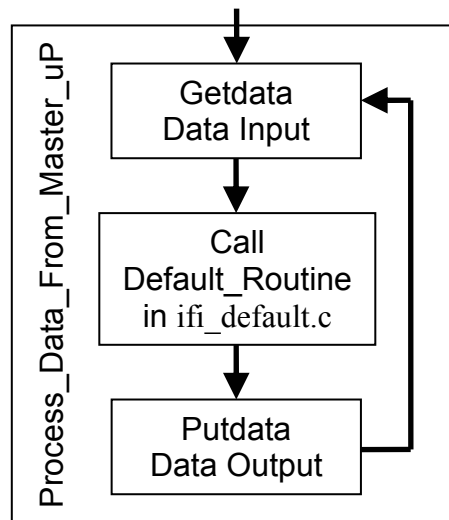 Process_Data_From_Master_uP
Getdata
Data Input
Call
Default_Routine
in ifi_default.c
Putdata
Data Output